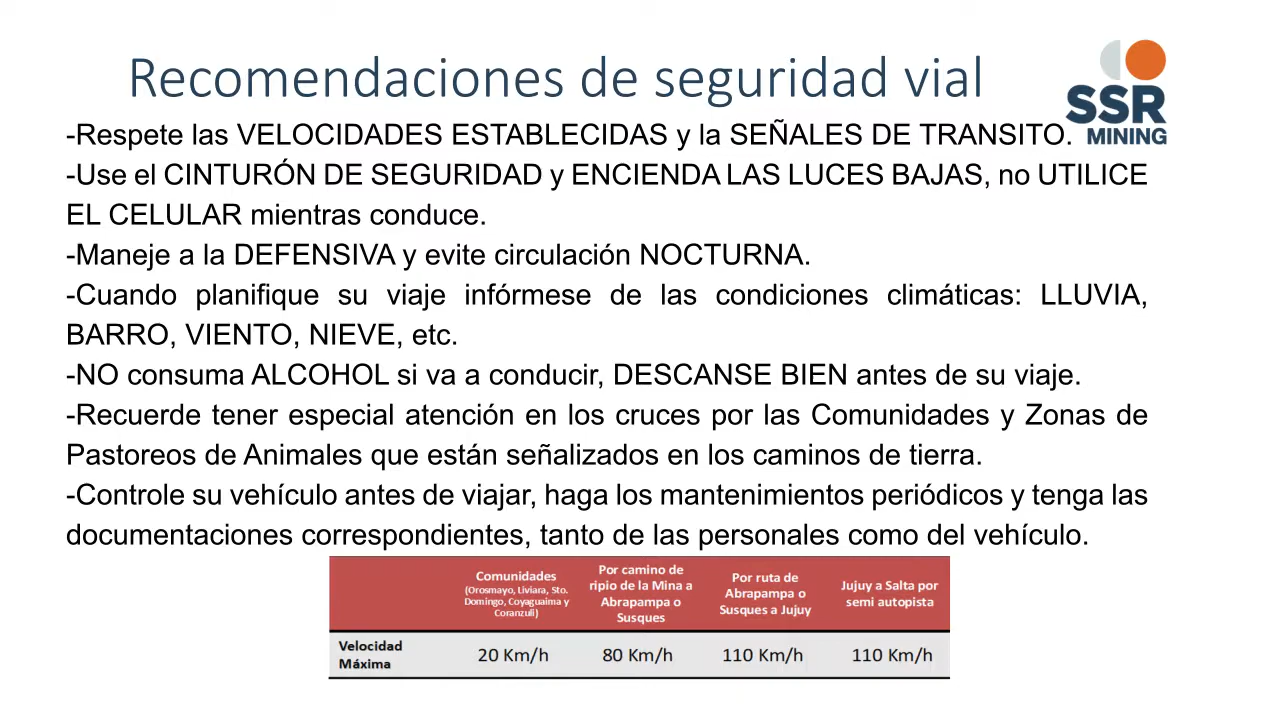 Recomendaciones de seguridad vial
SSR
MINING
-Respete las VELOCIDADES ESTABLECIDAS y la SEÑALES DE TRANSITO.
-Use el CINTURÓN DE SEGURIDAD y ENCIENDA LAS LUCES BAJAS, no UTILICE
EL CELULAR mientras conduce.
-Maneje a la DEFENSIVA y evite circulación NOCTURNA.
-Cuando planifique su viaje infórmese de las condiciones climáticas: LLUVIA,
BARRO, VIENTO, NIEVE, etc.
-NO consuma ALCOHOL si va a conducir, DESCANSE BIEN antes de su viaje.
-Recuerde tener especial atención en los cruces por las Comunidades y Zonas de
Pastoreos de Animales que están señalizados en los caminos de tierra.
-Controle su vehículo antes de viajar, haga los mantenimientos periódicos y tenga las
documentaciones correspondientes, tanto de las personales como del vehículo.
Comunidades
(Orosmayo, Liviara, Sto.
Domingo, Coyaguaima y
Coranzulí)
Por camino de
ripio de la Mina a
Abrapampa o
Susques
Por ruta de
Abrapampa o
Susques a Jujuy
Jujuy a Salta por
semi autopista
Velocidad
Máxima
20 Km/h
80 Km/h
110 Km/h
110 Km/h